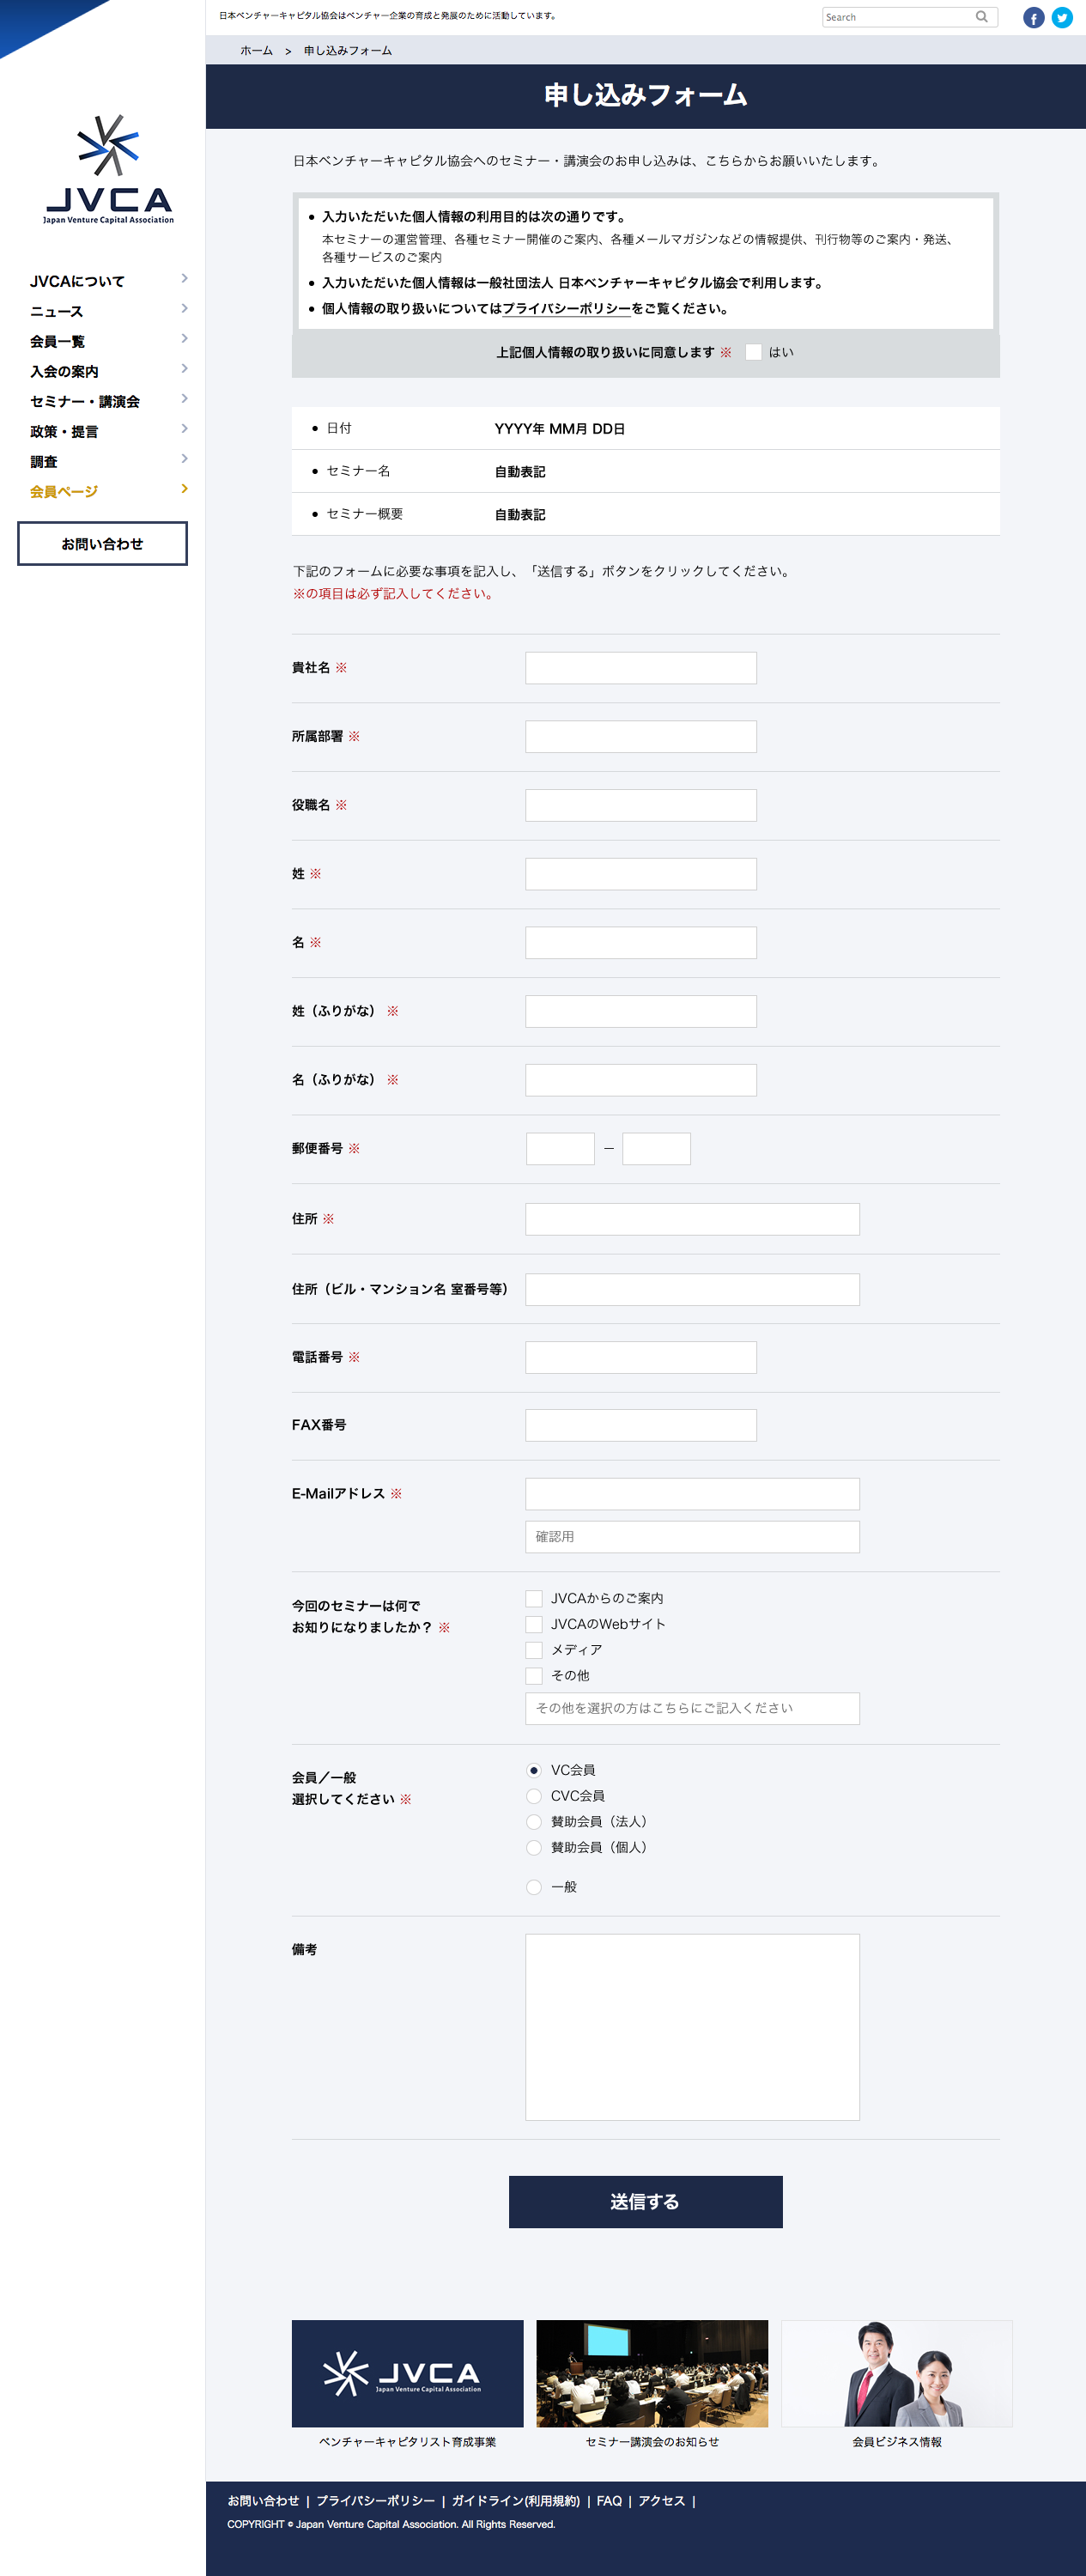 日本ベンチャーキャピタル協会はベンチャー企業の育成と発展のために活動しています。
Search
ホーム > 申し込みフォーム
JVCA
Japan Venture Capital Association
JVCAについて
ニュース
会員一覧
入会の案内
セミナー・講演会
政策・提言
調査
会員ページ
お問い合わせ
申し込みフォーム
日本ベンチャーキャピタル協会へのセミナー・講演会のお申し込みは、こちらからお願いいたします。
● 入力いただいた個人情報の利用目的は次の通りです。
本セミナーの運営管理、各種セミナー開催のご案内、各種メールマガジンなどの情報提供、刊行物等のご案内・発送、
各種サービスのご案内
● 入力いただいた個人情報は一般社団法人 日本ベンチャーキャピタル協会で利用します。
● 個人情報の取り扱いについてはプライバシーポリシーをご覧ください。
上記個人情報の取り扱いに同意します ※ はい
● 日付 YYYY年 MM月 DD日
● セミナー名 自動表記
● セミナー概要 自動表記
下記のフォームに必要な事項を記入し、「送信する」ボタンをクリックしてください。
※の項目は必ず記入してください。
貴社名 ※
所属部署 ※
役職名 ※
姓 ※
名 ※
姓（ふりがな） ※
名（ふりがな） ※
郵便番号 ※ －
住所 ※
住所（ビル・マンション名 室番号等）
電話番号 ※
FAX番号
E-Mailアドレス ※
確認用
今回のセミナーは何で
お知りになりましたか？ ※
JVCAからのご案内
JVCAのWebサイト
メディア
その他
その他を選択の方はこちらにご記入ください
会員／一般
選択してください ※
VC会員
CVC会員
賛助会員（法人）
賛助会員（個人）
一般
備考
送信する
JVCA
Japan Venture Capital Association
ベンチャーキャピタリスト育成事業
セミナー講演会のお知らせ
会員ビジネス情報
お問い合わせ | プライバシーポリシー | ガイドライン(利用規約) | FAQ | アクセス |
COPYRIGHT © Japan Venture Capital Association. All Rights Reserved.